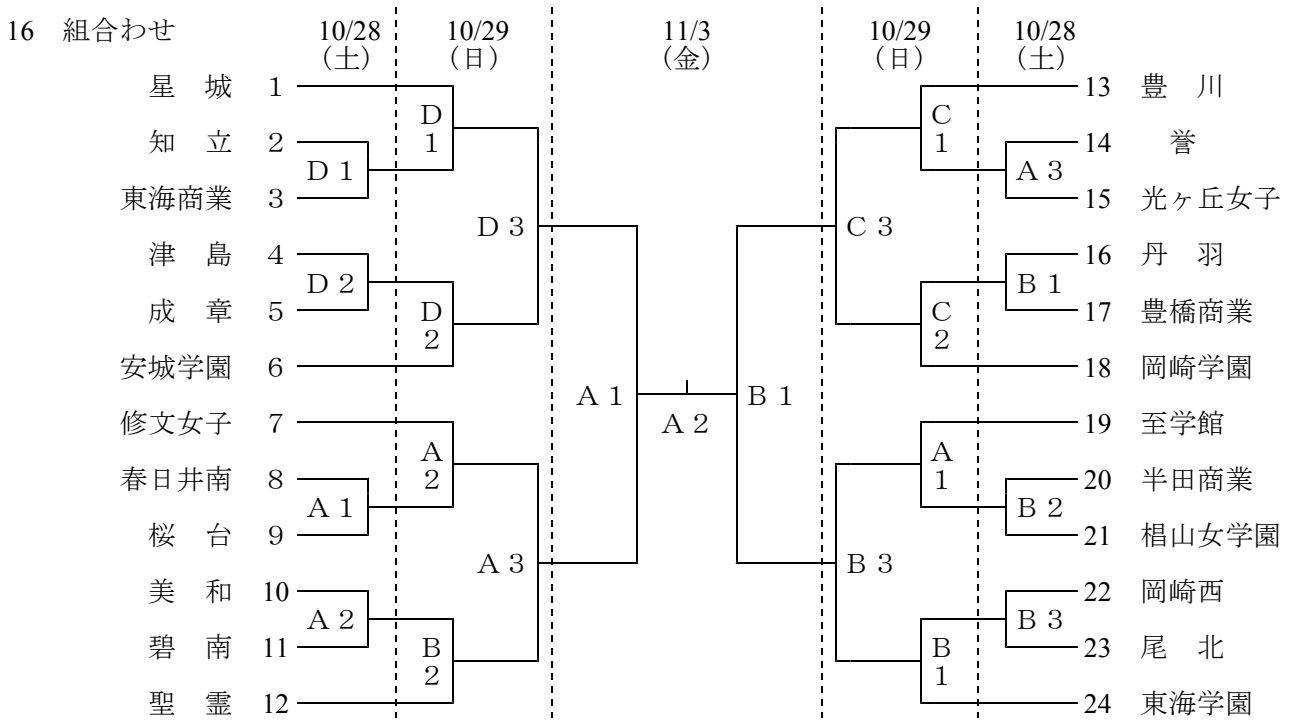 16 組合わせ 10/28 10/29 11/3 10/29 10/28
（土） （日） （金） （日） （土）
星 城 1 13 豊 川
D 1 C 1
知 立 2 14 誉
D 1 A 3
東海商業 3 15 光ヶ丘女子
D 3 C 3
津 島 4 16 丹 羽
D 2 B 1
成 章 5 17 豊橋商業
D 2 C 2
安城学園 6 18 岡崎学園
A 1 A 2 B 1
修文女子 7 19 至学館
A 2 A 1
春日井南 8 20 半田商業
A 1 B 2
桜 台 9 21 椙山女学園
A 3 B 3
美 和 10 22 岡崎西
A 2 B 3
碧 南 11 23 尾 北
B 2 B 1
聖 霊 12 24 東海学園